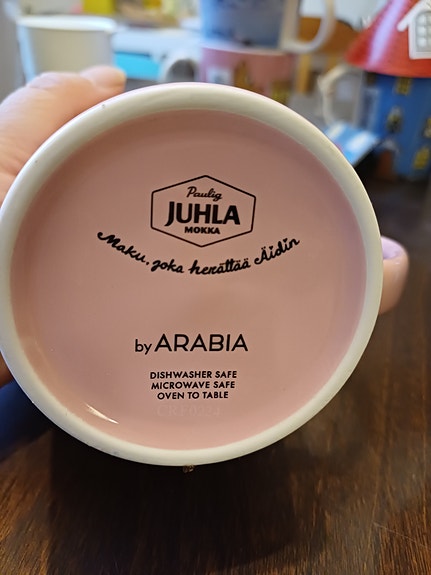 Paulig
JUHLA
MOKKA
Maku, joka herättää Äidin
by ARABIA
DISHWASHER SAFE
MICROWAVE SAFE
OVEN TO TABLE